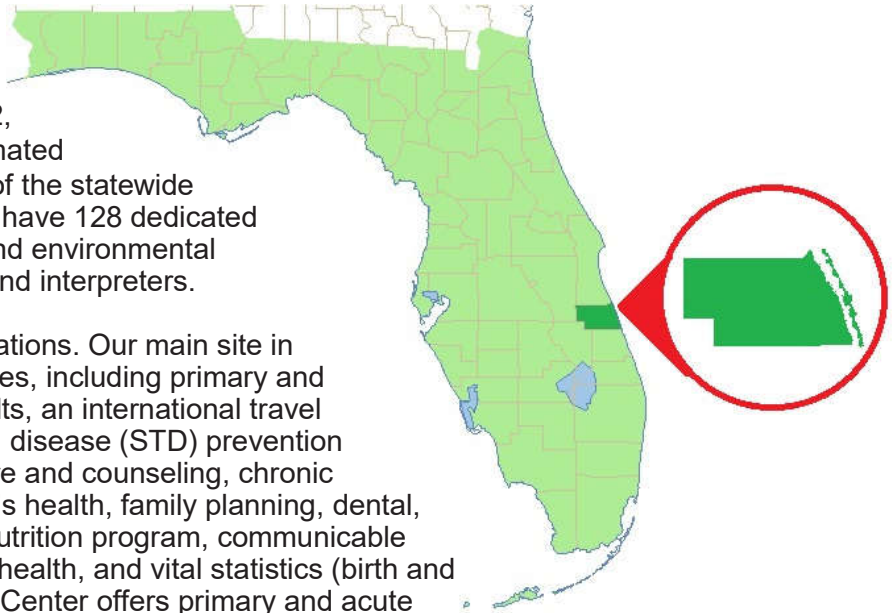 2,
nated
of the statewide
have 128 dedicated
nd environmental
nd interpreters.
ations. Our main site in
es, including primary and
lts, an international travel
disease (STD) prevention
e and counseling, chronic
s health, family planning, dental,
utrition program, communicable
health, and vital statistics (birth and
Center offers primary and acute